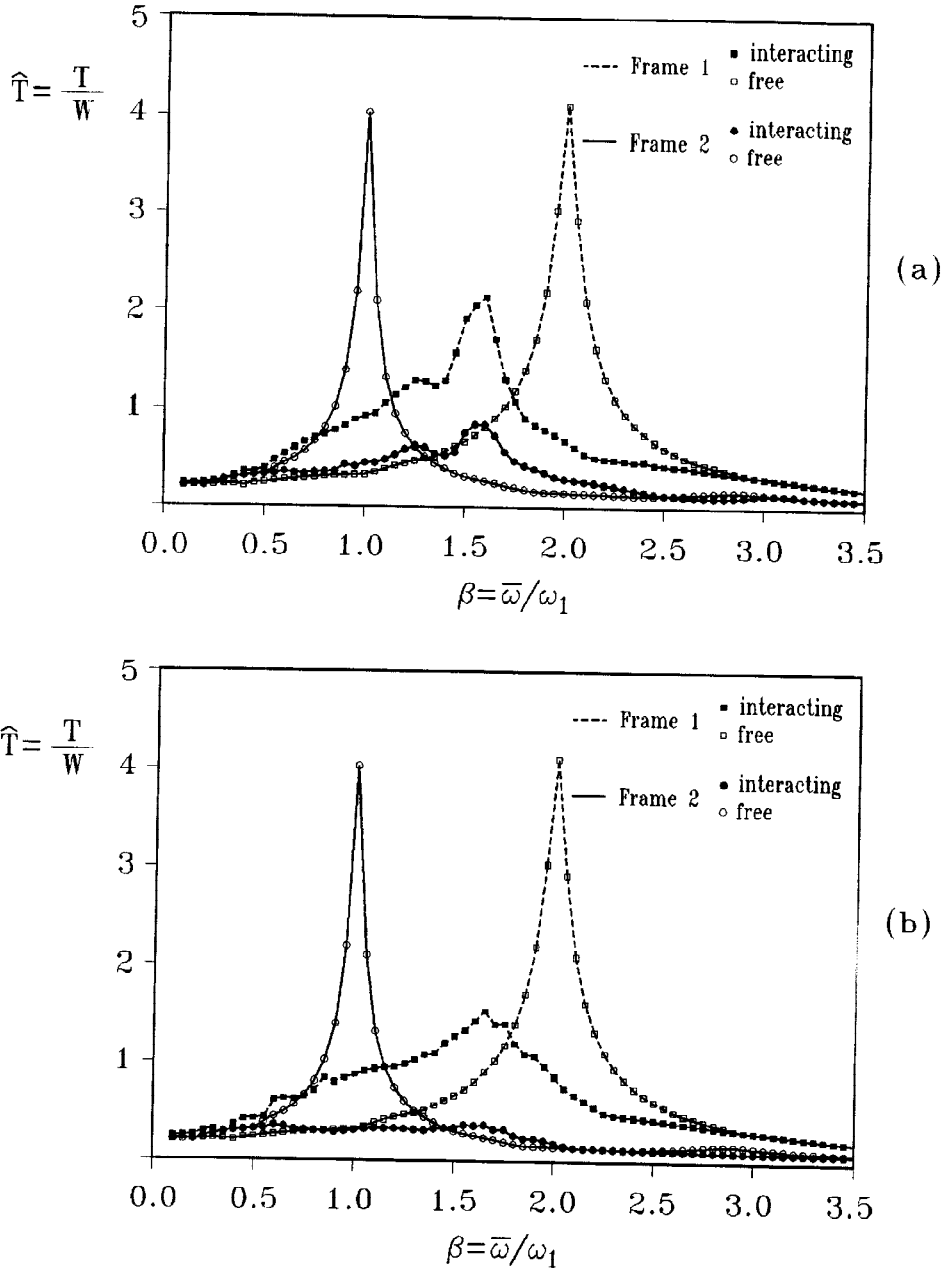 5
T̂ = T/W
Frame 1 interacting
free
4
Frame 2 interacting
free
3
(a)
2
1
0.0 0.5 1.0 1.5 2.0 2.5 3.0 3.5
β=ω̅/ω₁
5
T̂ = T/W
Frame 1 interacting
free
4
Frame 2 interacting
free
3
(b)
2
1
0.0 0.5 1.0 1.5 2.0 2.5 3.0 3.5
β=ω̅/ω₁